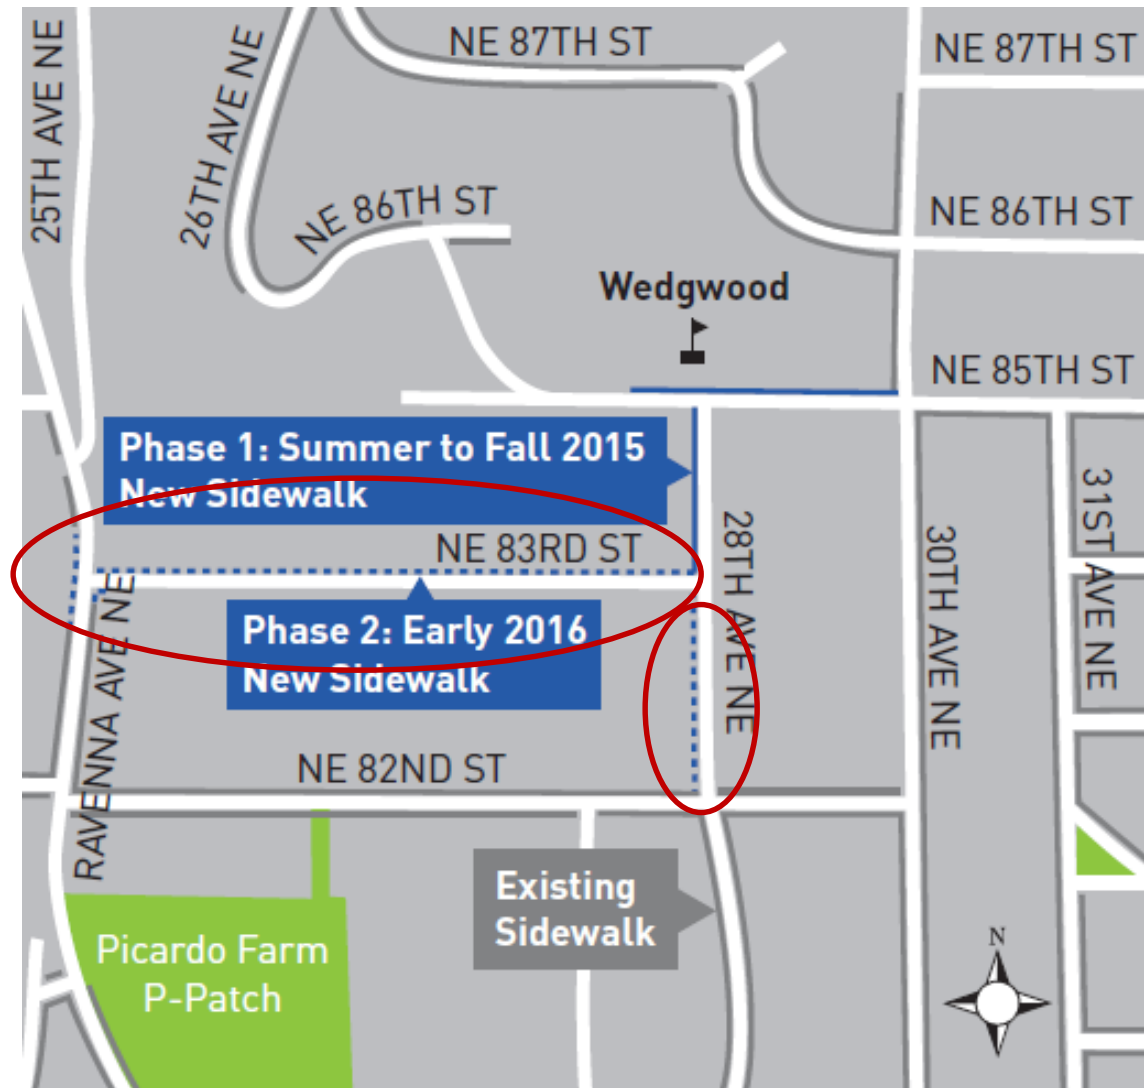 25TH AVE NE
26TH AVE NE
NE 87TH ST
NE 87TH ST
NE 86TH ST
NE 86TH ST
Wedgwood
NE 85TH ST
Phase 1: Summer to Fall 2015
New Sidewalk
NE 83RD ST
28TH AVE NE
30TH AVE NE
31ST AVE NE
Phase 2: Early 2016
New Sidewalk
RAVENNA AVE NE
NE 82ND ST
Existing
Sidewalk
Picardo Farm
P-Patch
N